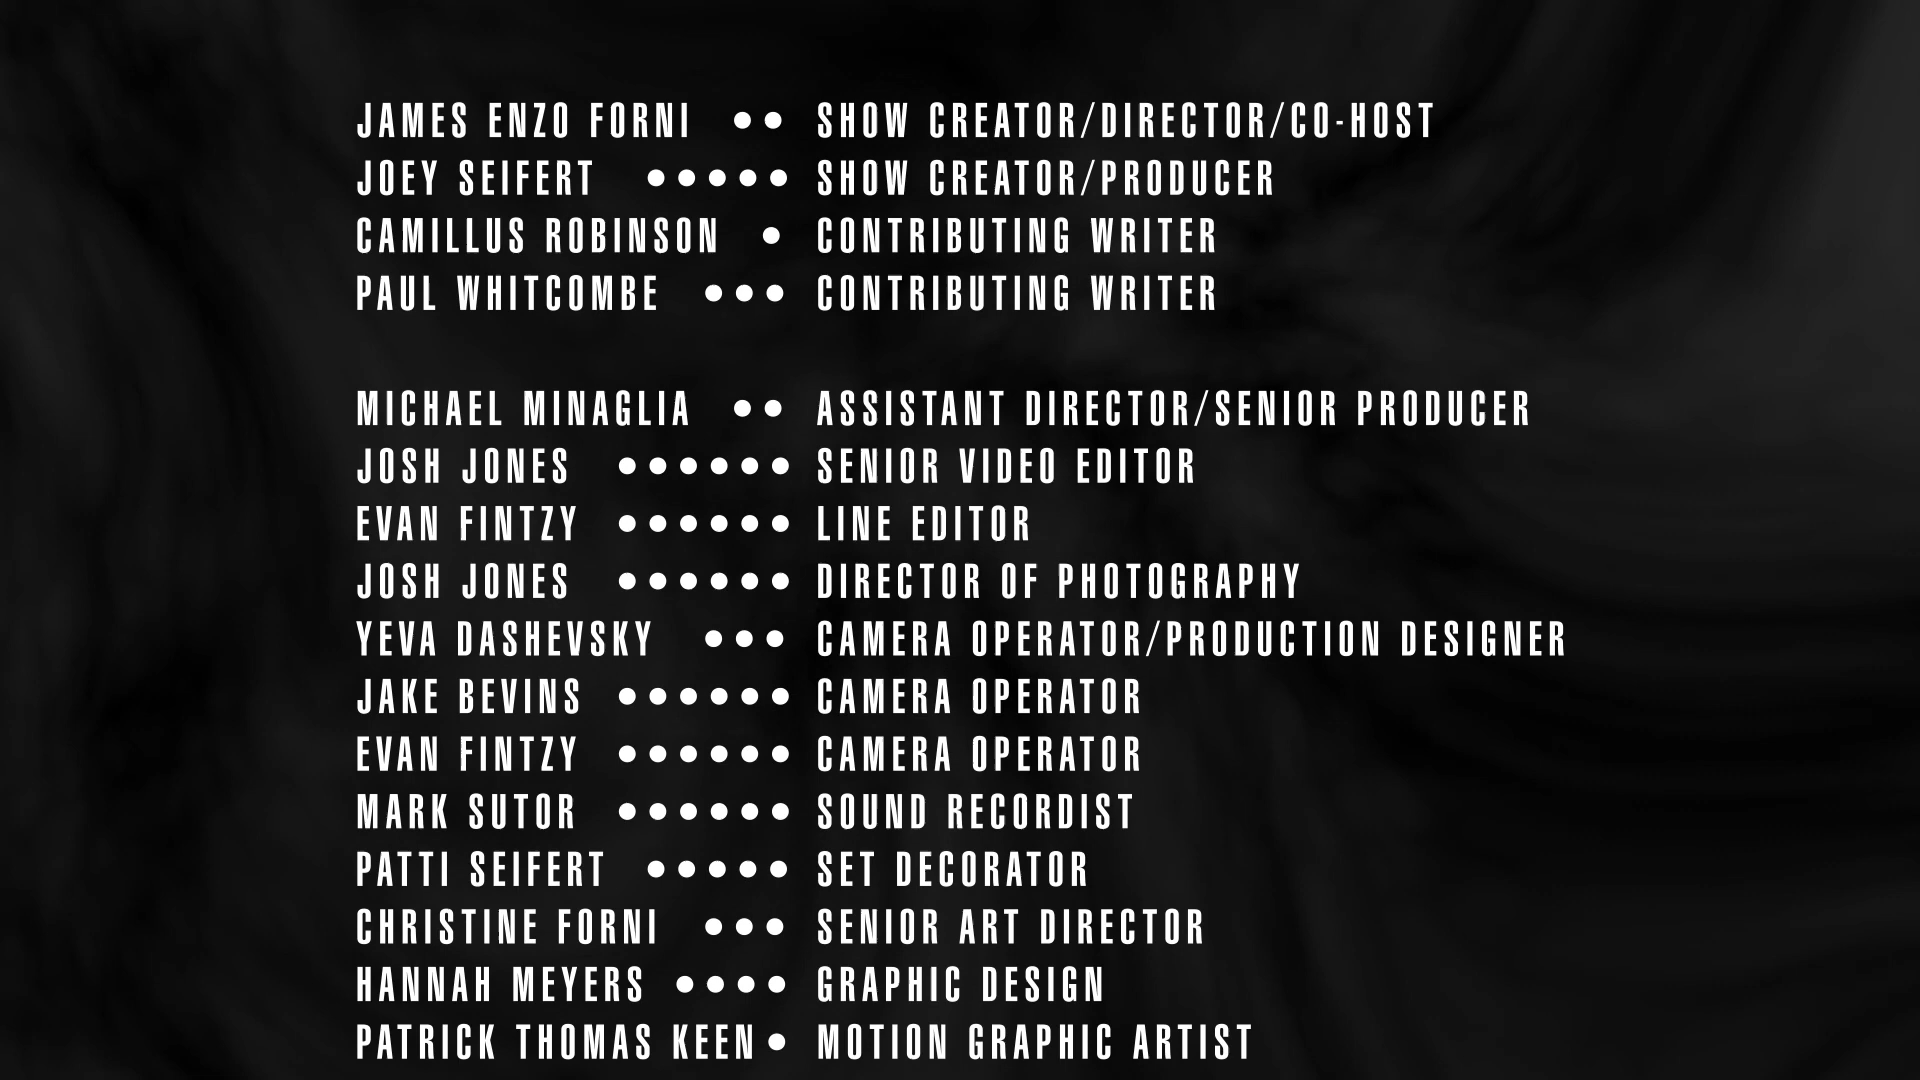 JAMES ENZO FORNI •• SHOW CREATOR/DIRECTOR/CO-HOST
JOEY SEIFERT ••••• SHOW CREATOR/PRODUCER
CAMILLUS ROBINSON • CONTRIBUTING WRITER
PAUL WHITCOMBE ••• CONTRIBUTING WRITER
MICHAEL MINAGLIA •• ASSISTANT DIRECTOR/SENIOR PRODUCER
JOSH JONES •••••• SENIOR VIDEO EDITOR
EVAN FINTZY •••••• LINE EDITOR
JOSH JONES •••••• DIRECTOR OF PHOTOGRAPHY
YEVA DASHEVSKY ••• CAMERA OPERATOR/PRODUCTION DESIGNER
JAKE BEVINS •••••• CAMERA OPERATOR
EVAN FINTZY •••••• CAMERA OPERATOR
MARK SUTOR •••••• SOUND RECORDIST
PATTI SEIFERT ••••• SET DECORATOR
CHRISTINE FORNI ••• SENIOR ART DIRECTOR
HANNAH MEYERS •••• GRAPHIC DESIGN
PATRICK THOMAS KEEN • MOTION GRAPHIC ARTIST